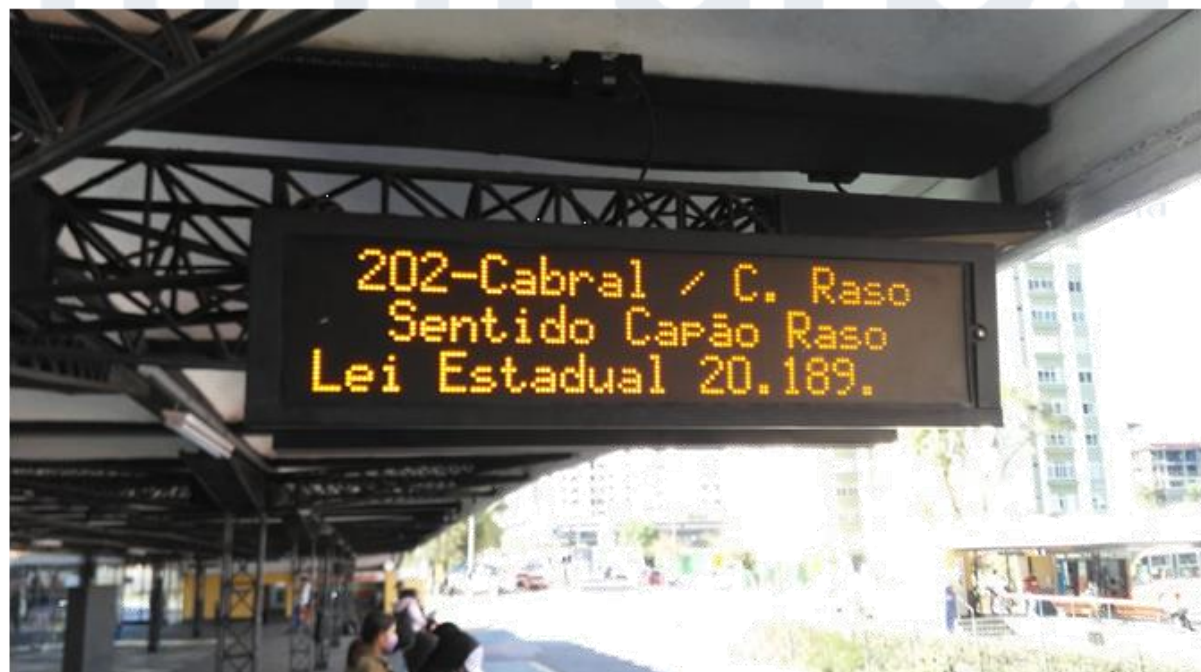 202-Cabral / C. Raso
Sentido Capão Raso
Lei Estadual 20.189.